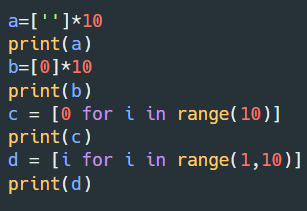 a=['']*10
print(a)
b=[0]*10
print(b)
c = [0 for i in range(10)]
print(c)
d = [i for i in range(1,10)]
print(d)